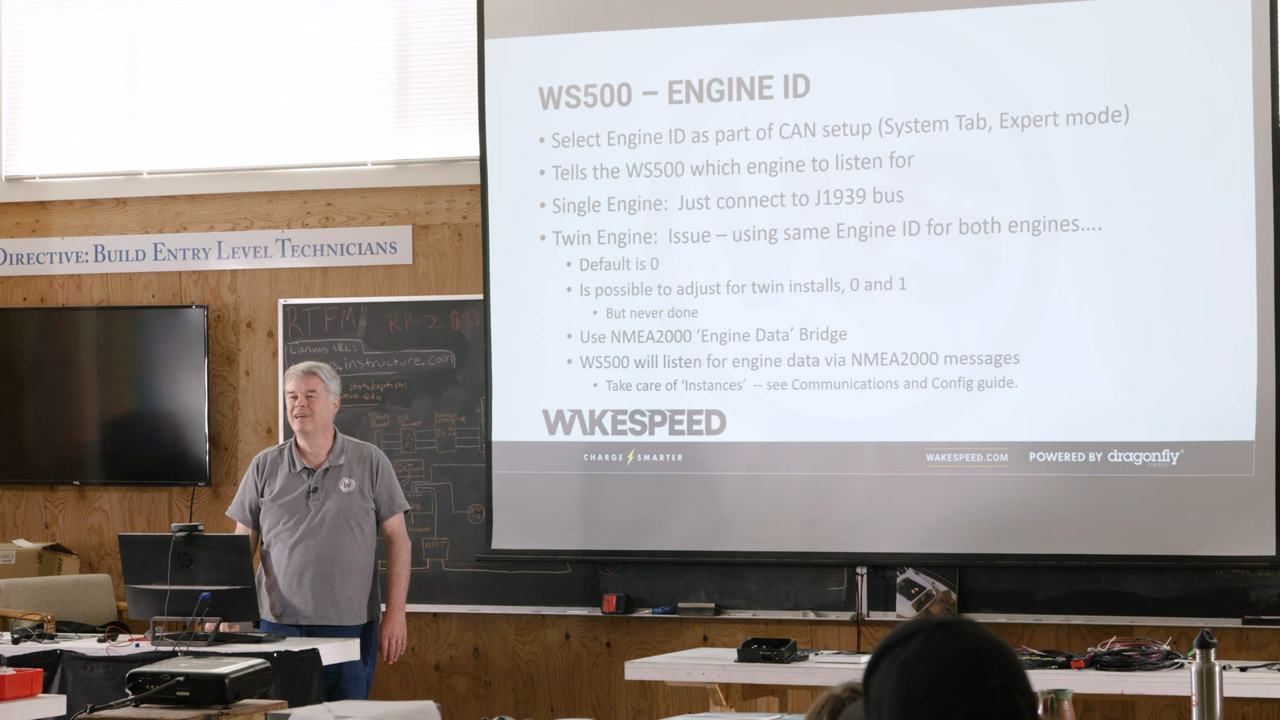 WS500 – ENGINE ID
• Select Engine ID as part of CAN setup (System Tab, Expert mode)
• Tells the WS500 which engine to listen for
• Single Engine: Just connect to J1939 bus
• Twin Engine: Issue – using same Engine ID for both engines....
• Default is 0
• Is possible to adjust for twin installs, 0 and 1
• But never done
• Use NMEA2000 'Engine Data' Bridge
• WS500 will listen for engine data via NMEA2000 messages
• Take care of 'Instances' -- see Communications and Config guide.
WAKESPEED
CHARGE SMARTER
WAKESPEED.COM
POWERED BY dragonfly
DIRECTIVE: BUILD ENTRY LEVEL TECHNICIANS
RTFM RP-2
Canvas URL:
.instructure.com
MPPT
TCL
hp